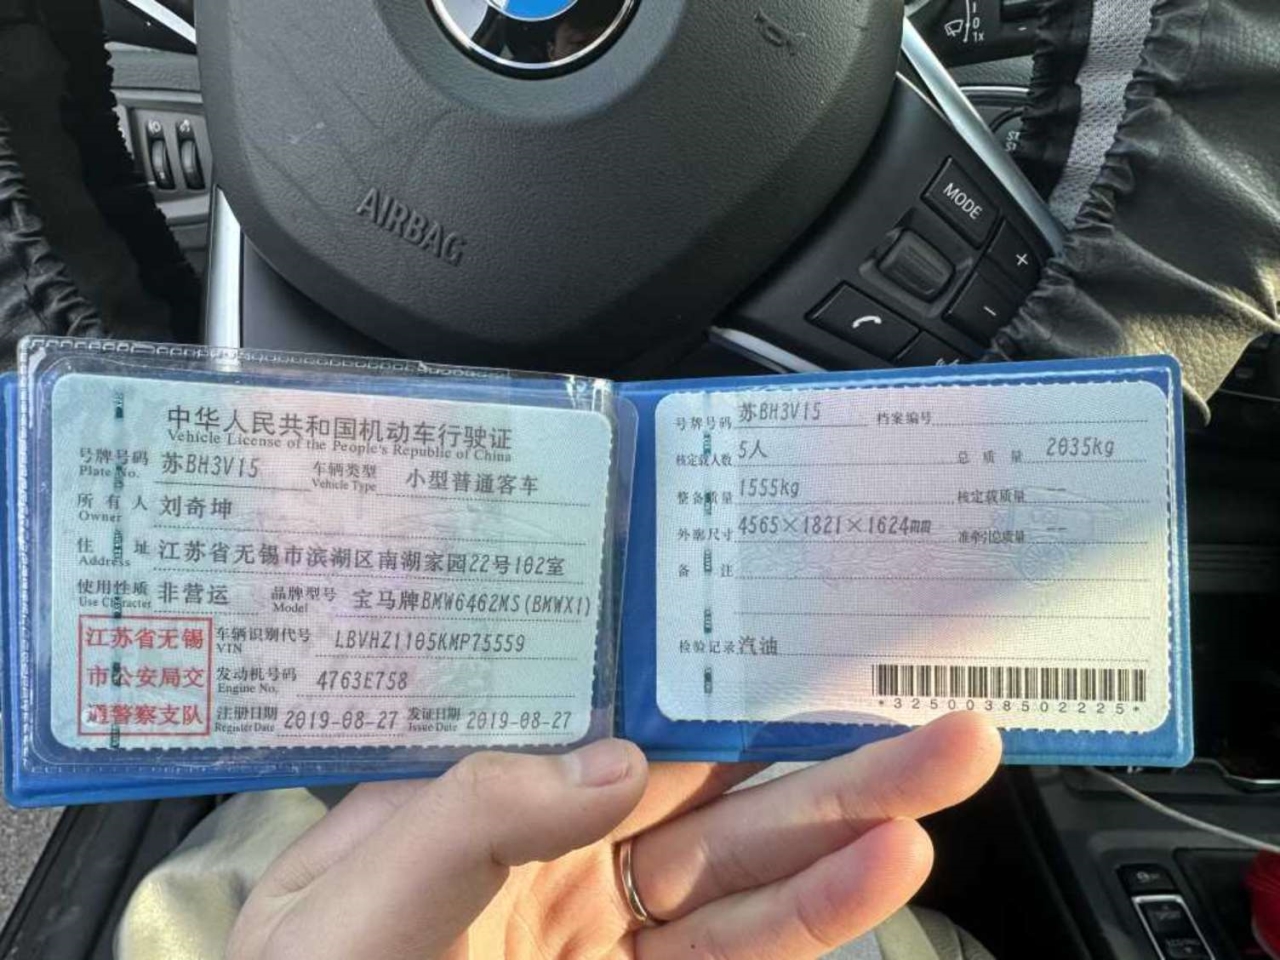 AIRBAG
MODE
+
−
中华人民共和国机动车行驶证
Vehicle License of the People's Republic of China
号牌号码 苏BH3V15 车辆类型 小型普通客车
Plate No. Vehicle Type
所有人 刘奇坤
Owner
住址 江苏省无锡市滨湖区南湖家园22号102室
Address
使用性质 非营运 品牌型号 宝马牌BMW6462MS(BMWX1)
Use Character Model
江苏省无锡
市公安局交
通警察支队
车辆识别代号 LBVHZ1105KMP75559
VIN
发动机号码 4763E758
Engine No.
注册日期 2019-08-27 发证日期 2019-08-27
Register Date Issue Date
号牌号码 苏BH3V15 档案编号
核定载人数 5人 总质量 2035kg
整备质量 1555kg 核定载质量 --
外廓尺寸 4565×1821×1624mm 准牵引总质量 --
备注
检验记录 汽油
*3250038502225*